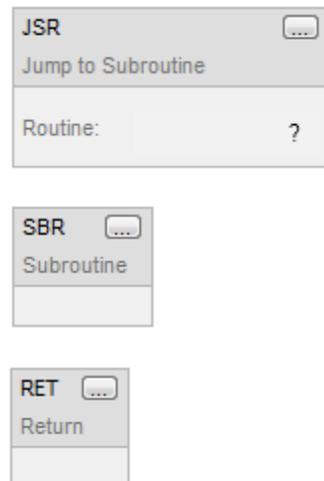 JSR ...
Jump to Subroutine
Routine: ?
SBR ...
Subroutine
RET ...
Return